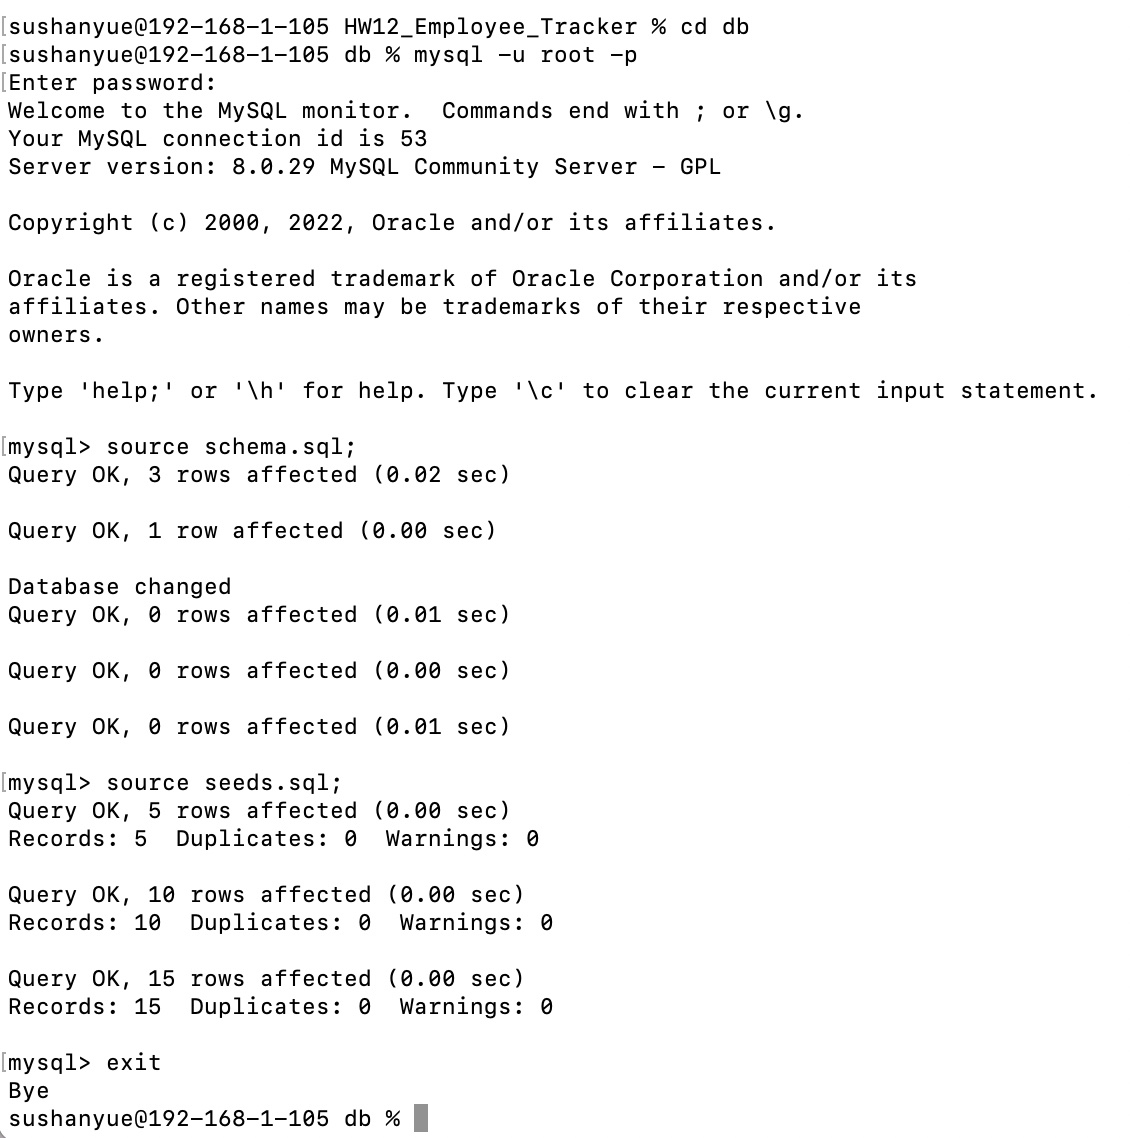 [sushanyue@192-168-1-105 HW12_Employee_Tracker % cd db
[sushanyue@192-168-1-105 db % mysql -u root -p
[Enter password:
Welcome to the MySQL monitor.  Commands end with ; or \g.
Your MySQL connection id is 53
Server version: 8.0.29 MySQL Community Server - GPL

Copyright (c) 2000, 2022, Oracle and/or its affiliates.

Oracle is a registered trademark of Oracle Corporation and/or its
affiliates. Other names may be trademarks of their respective
owners.

Type 'help;' or '\h' for help. Type '\c' to clear the current input statement.

[mysql> source schema.sql;
Query OK, 3 rows affected (0.02 sec)

Query OK, 1 row affected (0.00 sec)

Database changed
Query OK, 0 rows affected (0.01 sec)

Query OK, 0 rows affected (0.00 sec)

Query OK, 0 rows affected (0.01 sec)

[mysql> source seeds.sql;
Query OK, 5 rows affected (0.00 sec)
Records: 5  Duplicates: 0  Warnings: 0

Query OK, 10 rows affected (0.00 sec)
Records: 10  Duplicates: 0  Warnings: 0

Query OK, 15 rows affected (0.00 sec)
Records: 15  Duplicates: 0  Warnings: 0

[mysql> exit
Bye
sushanyue@192-168-1-105 db %